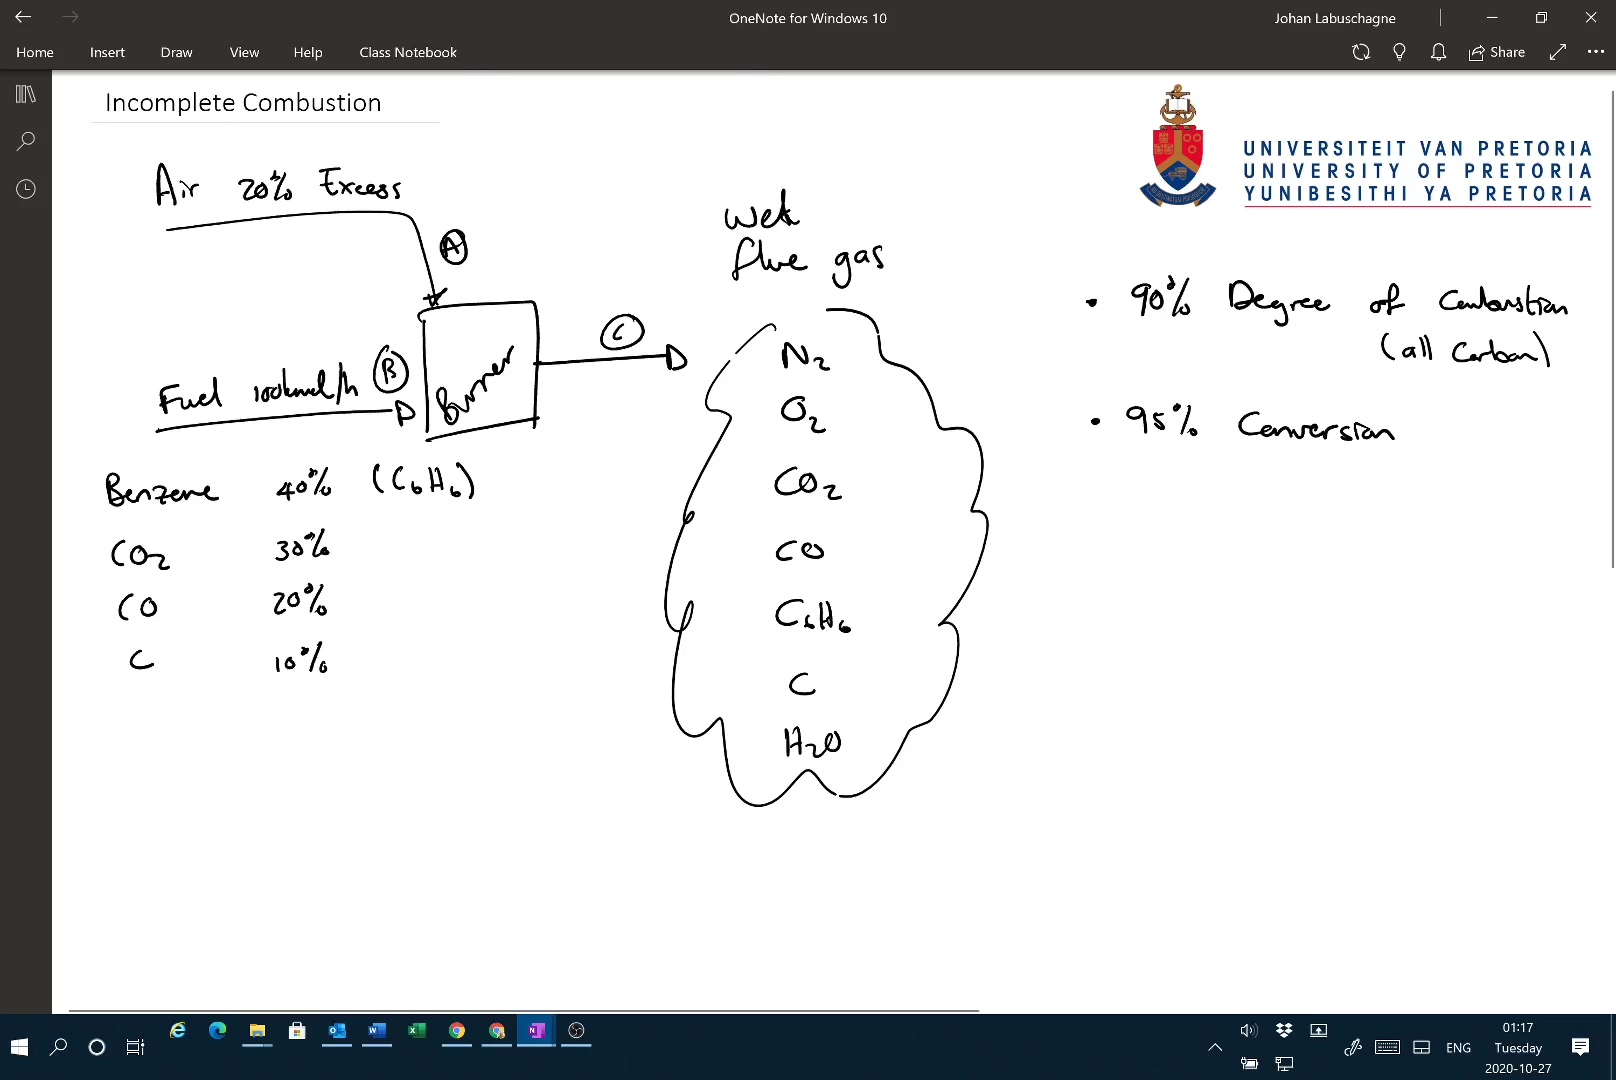 OneNote for Windows 10
Johan Labuschagne
Home Insert Draw View Help Class Notebook
Share
Incomplete Combustion
UNIVERSITEIT VAN PRETORIA
UNIVERSITY OF PRETORIA
YUNIBESITHI YA PRETORIA
Air 20% Excess
A
Fuel 100kmol/h B
Burner
C
Benzene 40% (C6H6)
CO2 30%
CO 20%
C 10%
Wet
flue gas
N2
O2
CO2
CO
C6H6
C
H2O
• 90% Degree of Combustion
(all Carbon)
• 95% Conversion
ENG
01:17
Tuesday
2020-10-27